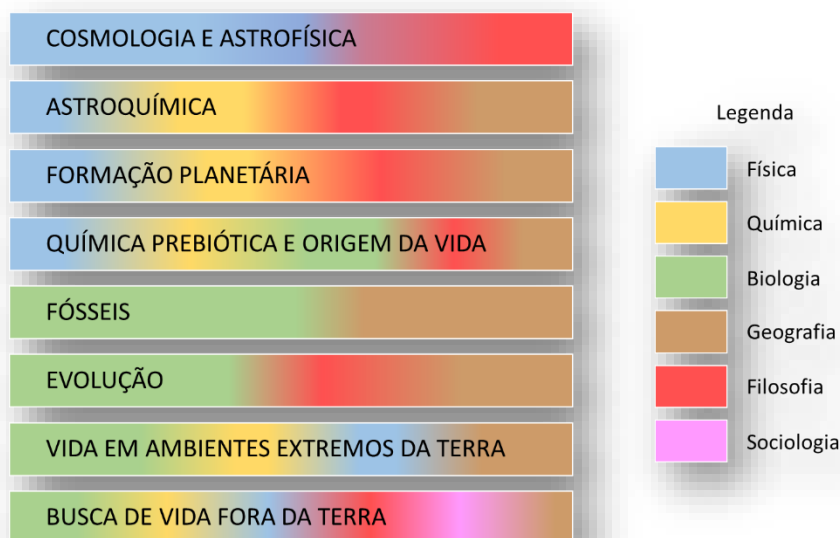 COSMOLOGIA E ASTROFÍSICA
ASTROQUÍMICA
FORMAÇÃO PLANETÁRIA
QUÍMICA PREBIÓTICA E ORIGEM DA VIDA
FÓSSEIS
EVOLUÇÃO
VIDA EM AMBIENTES EXTREMOS DA TERRA
BUSCA DE VIDA FORA DA TERRA
Legenda
Física
Química
Biologia
Geografia
Filosofia
Sociologia